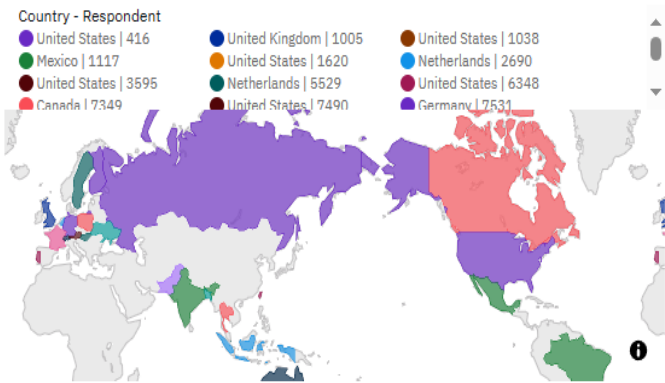 Country - Respondent
United States | 416 United Kingdom | 1005 United States | 1038
Mexico | 1117 United States | 1620 Netherlands | 2690
United States | 3595 Netherlands | 5529 United States | 6348
Canada | 7349 United States | 7490 Germany | 7531
i